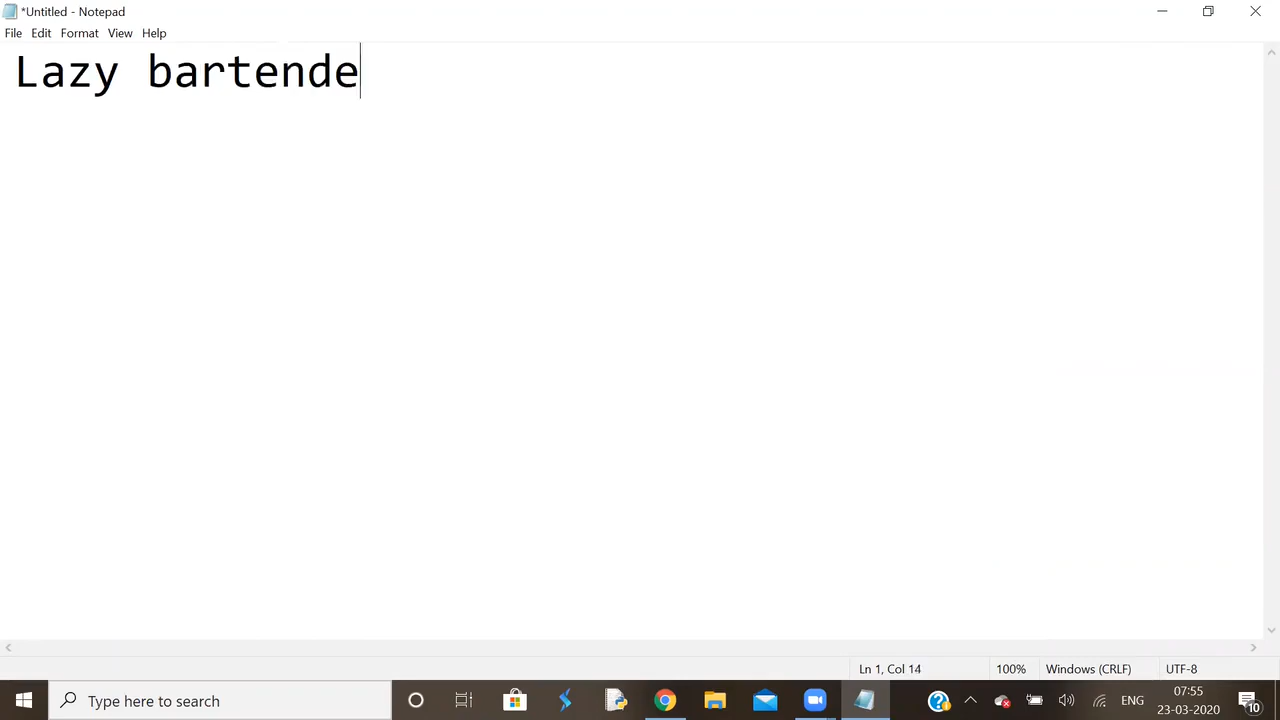 *Untitled - Notepad
File Edit Format View Help
Lazy bartende
Ln 1, Col 14 100% Windows (CRLF) UTF-8
Type here to search
ENG
07:55
23-03-2020
10